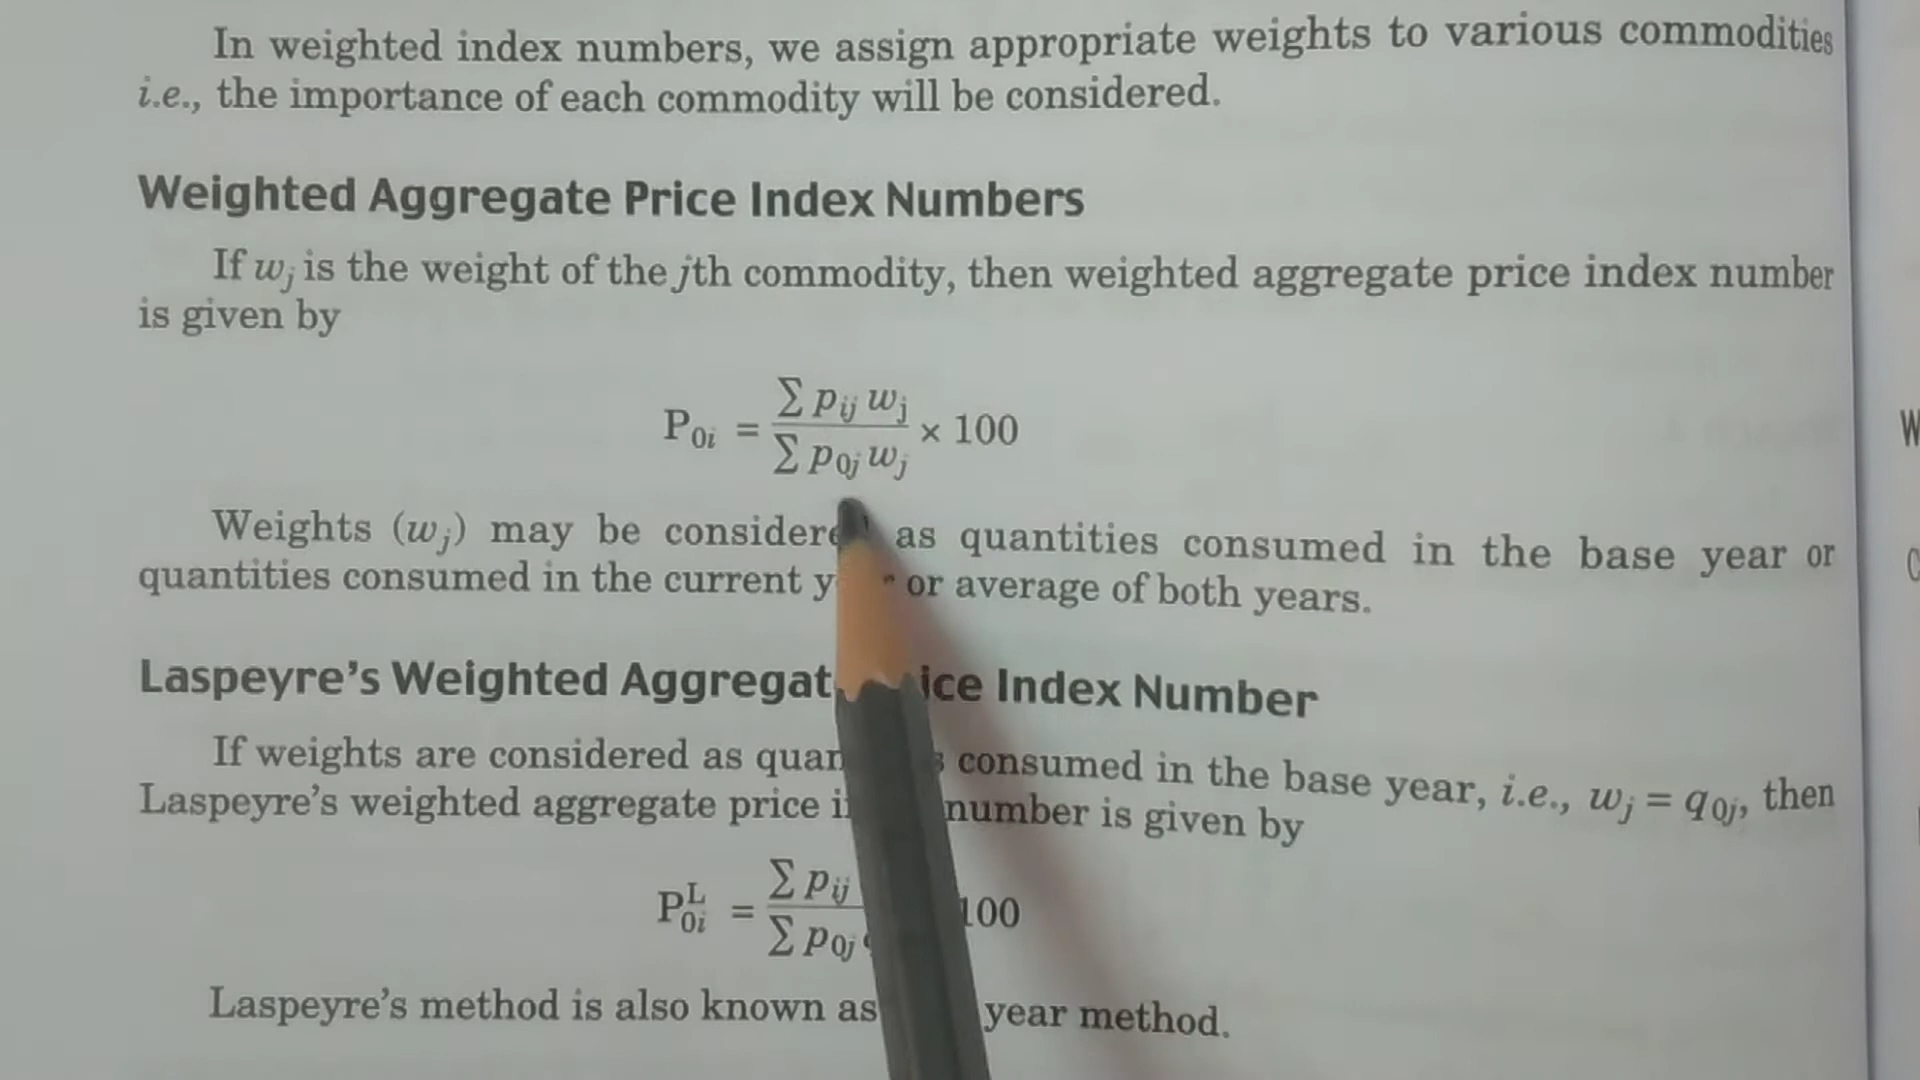 In weighted index numbers, we assign appropriate weights to various commodities
i.e., the importance of each commodity will be considered.
Weighted Aggregate Price Index Numbers
If wj is the weight of the jth commodity, then weighted aggregate price index number
is given by
P0i = ∑ pij wj / ∑ p0j wj × 100
Weights (wj) may be considered as quantities consumed in the base year or
quantities consumed in the current or average of both years.
Laspeyre's Weighted Aggregat ice Index Number
If weights are considered as quan consumed in the base year, i.e., wj = q0j, then
Laspeyre's weighted aggregate price number is given by
P0i^L = ∑ pij / ∑ p0j 100
Laspeyre's method is also known as year method.
W